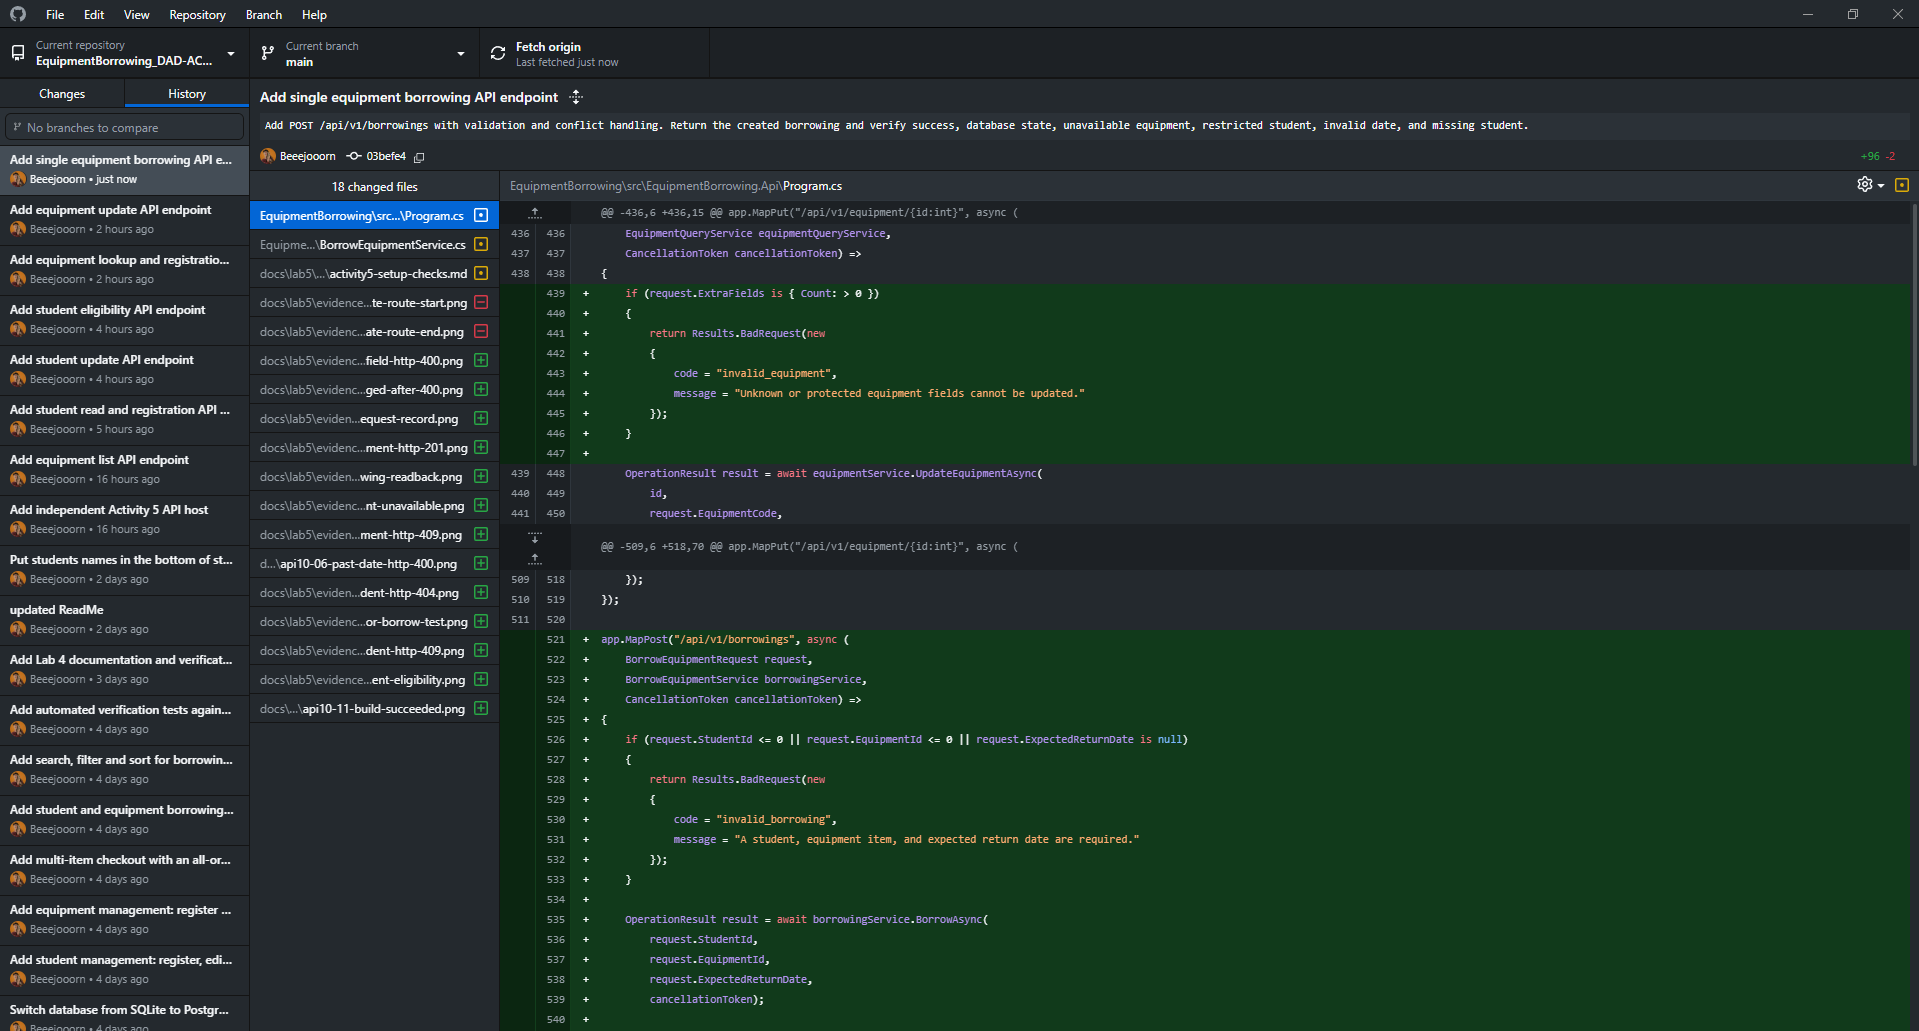 File Edit View Repository Branch Help
Current repository
EquipmentBorrowing_DAD-AC...
Current branch
main
Fetch origin
Last fetched just now
Changes History
No branches to compare
Add single equipment borrowing API e...
Beeejooorn • just now
Add equipment update API endpoint
Beeejooorn • 2 hours ago
Add equipment lookup and registratio...
Beeejooorn • 2 hours ago
Add student eligibility API endpoint
Beeejooorn • 4 hours ago
Add student update API endpoint
Beeejooorn • 4 hours ago
Add student read and registration API ...
Beeejooorn • 5 hours ago
Add equipment list API endpoint
Beeejooorn • 16 hours ago
Add independent Activity 5 API host
Beeejooorn • 16 hours ago
Put students names in the bottom of st...
Beeejooorn • 2 days ago
updated ReadMe
Beeejooorn • 2 days ago
Add Lab 4 documentation and verificat...
Beeejooorn • 3 days ago
Add automated verification tests again...
Beeejooorn • 4 days ago
Add search, filter and sort for borrowin...
Beeejooorn • 4 days ago
Add student and equipment borrowing...
Beeejooorn • 4 days ago
Add multi-item checkout with an all-or...
Beeejooorn • 4 days ago
Add equipment management: register ...
Beeejooorn • 4 days ago
Add student management: register, edi...
Beeejooorn • 4 days ago
Switch database from SQLite to Postgr...
Beeejooorn • 4 days ago
Add single equipment borrowing API endpoint
Add POST /api/v1/borrowings with validation and conflict handling. Return the created borrowing and verify success, database state, unavailable equipment, restricted student, invalid date, and missing student.
Beeejooorn 03befe4
+96 -2
18 changed files
EquipmentBorrowing\src...\Program.cs
Equipme...\BorrowEquipmentService.cs
docs\lab5\...\activity5-setup-checks.md
docs\lab5\evidence...te-route-start.png
docs\lab5\evidenc...ate-route-end.png
docs\lab5\evidenc...field-http-400.png
docs\lab5\evidenc...ged-after-400.png
docs\lab5\eviden...equest-record.png
docs\lab5\evidenc...ment-http-201.png
docs\lab5\eviden...wing-readback.png
docs\lab5\evidenc...nt-unavailable.png
docs\lab5\eviden...ment-http-409.png
d...\api10-06-past-date-http-400.png
docs\lab5\eviden...dent-http-404.png
docs\lab5\eviden...or-borrow-test.png
docs\lab5\eviden...dent-http-409.png
docs\lab5\evidence...ent-eligibility.png
docs\...\api10-11-build-succeeded.png
EquipmentBorrowing\src\EquipmentBorrowing.Api\Program.cs
@@ -436,6 +436,15 @@ app.MapPut("/api/v1/equipment/{id:int}", async (
436 436 EquipmentQueryService equipmentQueryService,
437 437 CancellationToken cancellationToken) =>
438 438 {
439 + if (request.ExtraFields is { Count: > 0 })
440 + {
441 + return Results.BadRequest(new
442 + {
443 + code = "invalid_equipment",
444 + message = "Unknown or protected equipment fields cannot be updated."
445 + });
446 + }
447 +
439 448 OperationResult result = await equipmentService.UpdateEquipmentAsync(
440 449 id,
441 450 request.EquipmentCode,
@@ -509,6 +518,70 @@ app.MapPut("/api/v1/equipment/{id:int}", async (
509 518 });
510 519 });
511 520
521 + app.MapPost("/api/v1/borrowings", async (
522 + BorrowEquipmentRequest request,
523 + BorrowEquipmentService borrowingService,
524 + CancellationToken cancellationToken) =>
525 + {
526 + if (request.StudentId <= 0 || request.EquipmentId <= 0 || request.ExpectedReturnDate is null)
527 + {
528 + return Results.BadRequest(new
529 + {
530 + code = "invalid_borrowing",
531 + message = "A student, equipment item, and expected return date are required."
532 + });
533 + }
534 +
535 + OperationResult result = await borrowingService.BorrowAsync(
536 + request.StudentId,
537 + request.EquipmentId,
538 + request.ExpectedReturnDate,
539 + cancellationToken);
540 +